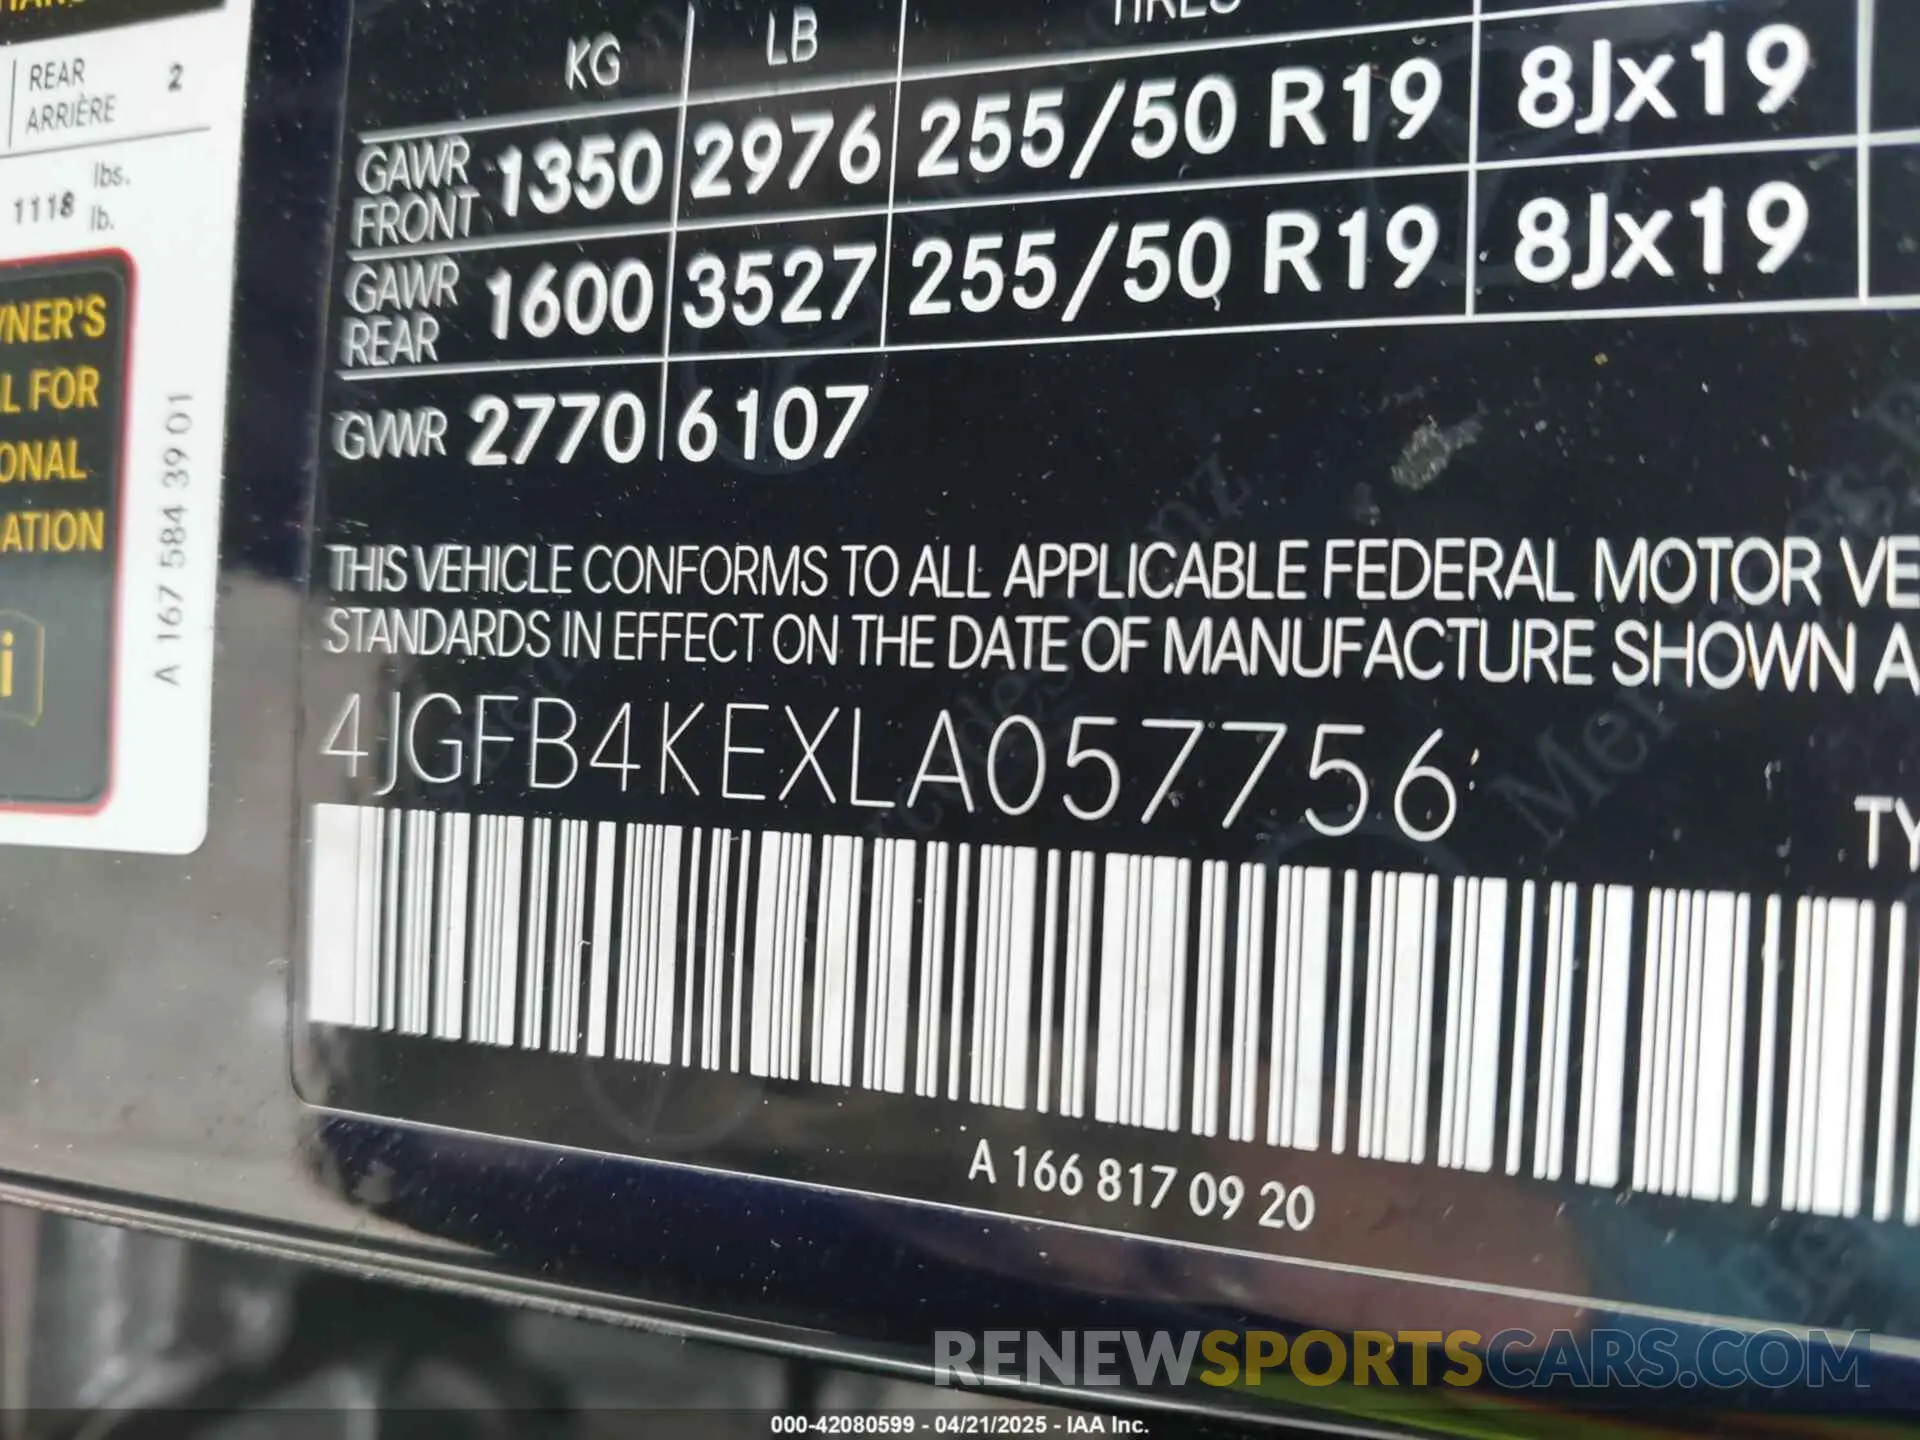 REAR 2
ARRIÈRE
1118 lbs.
lb.
L FOR
A 167 584 39 01
i
KG LB TIRES
GAWR FRONT 1350 2976 255/50 R19 8Jx19
GAWR REAR 1600 3527 255/50 R19 8Jx19
GVWR 2770 6107
THIS VEHICLE CONFORMS TO ALL APPLICABLE FEDERAL MOTOR VE
STANDARDS IN EFFECT ON THE DATE OF MANUFACTURE SHOWN A
4JGFB4KEXLA057756
TY
A 166 817 09 20
RENEWSPORTSCARS.COM
000-42080599 - 04/21/2025 - IAA Inc.